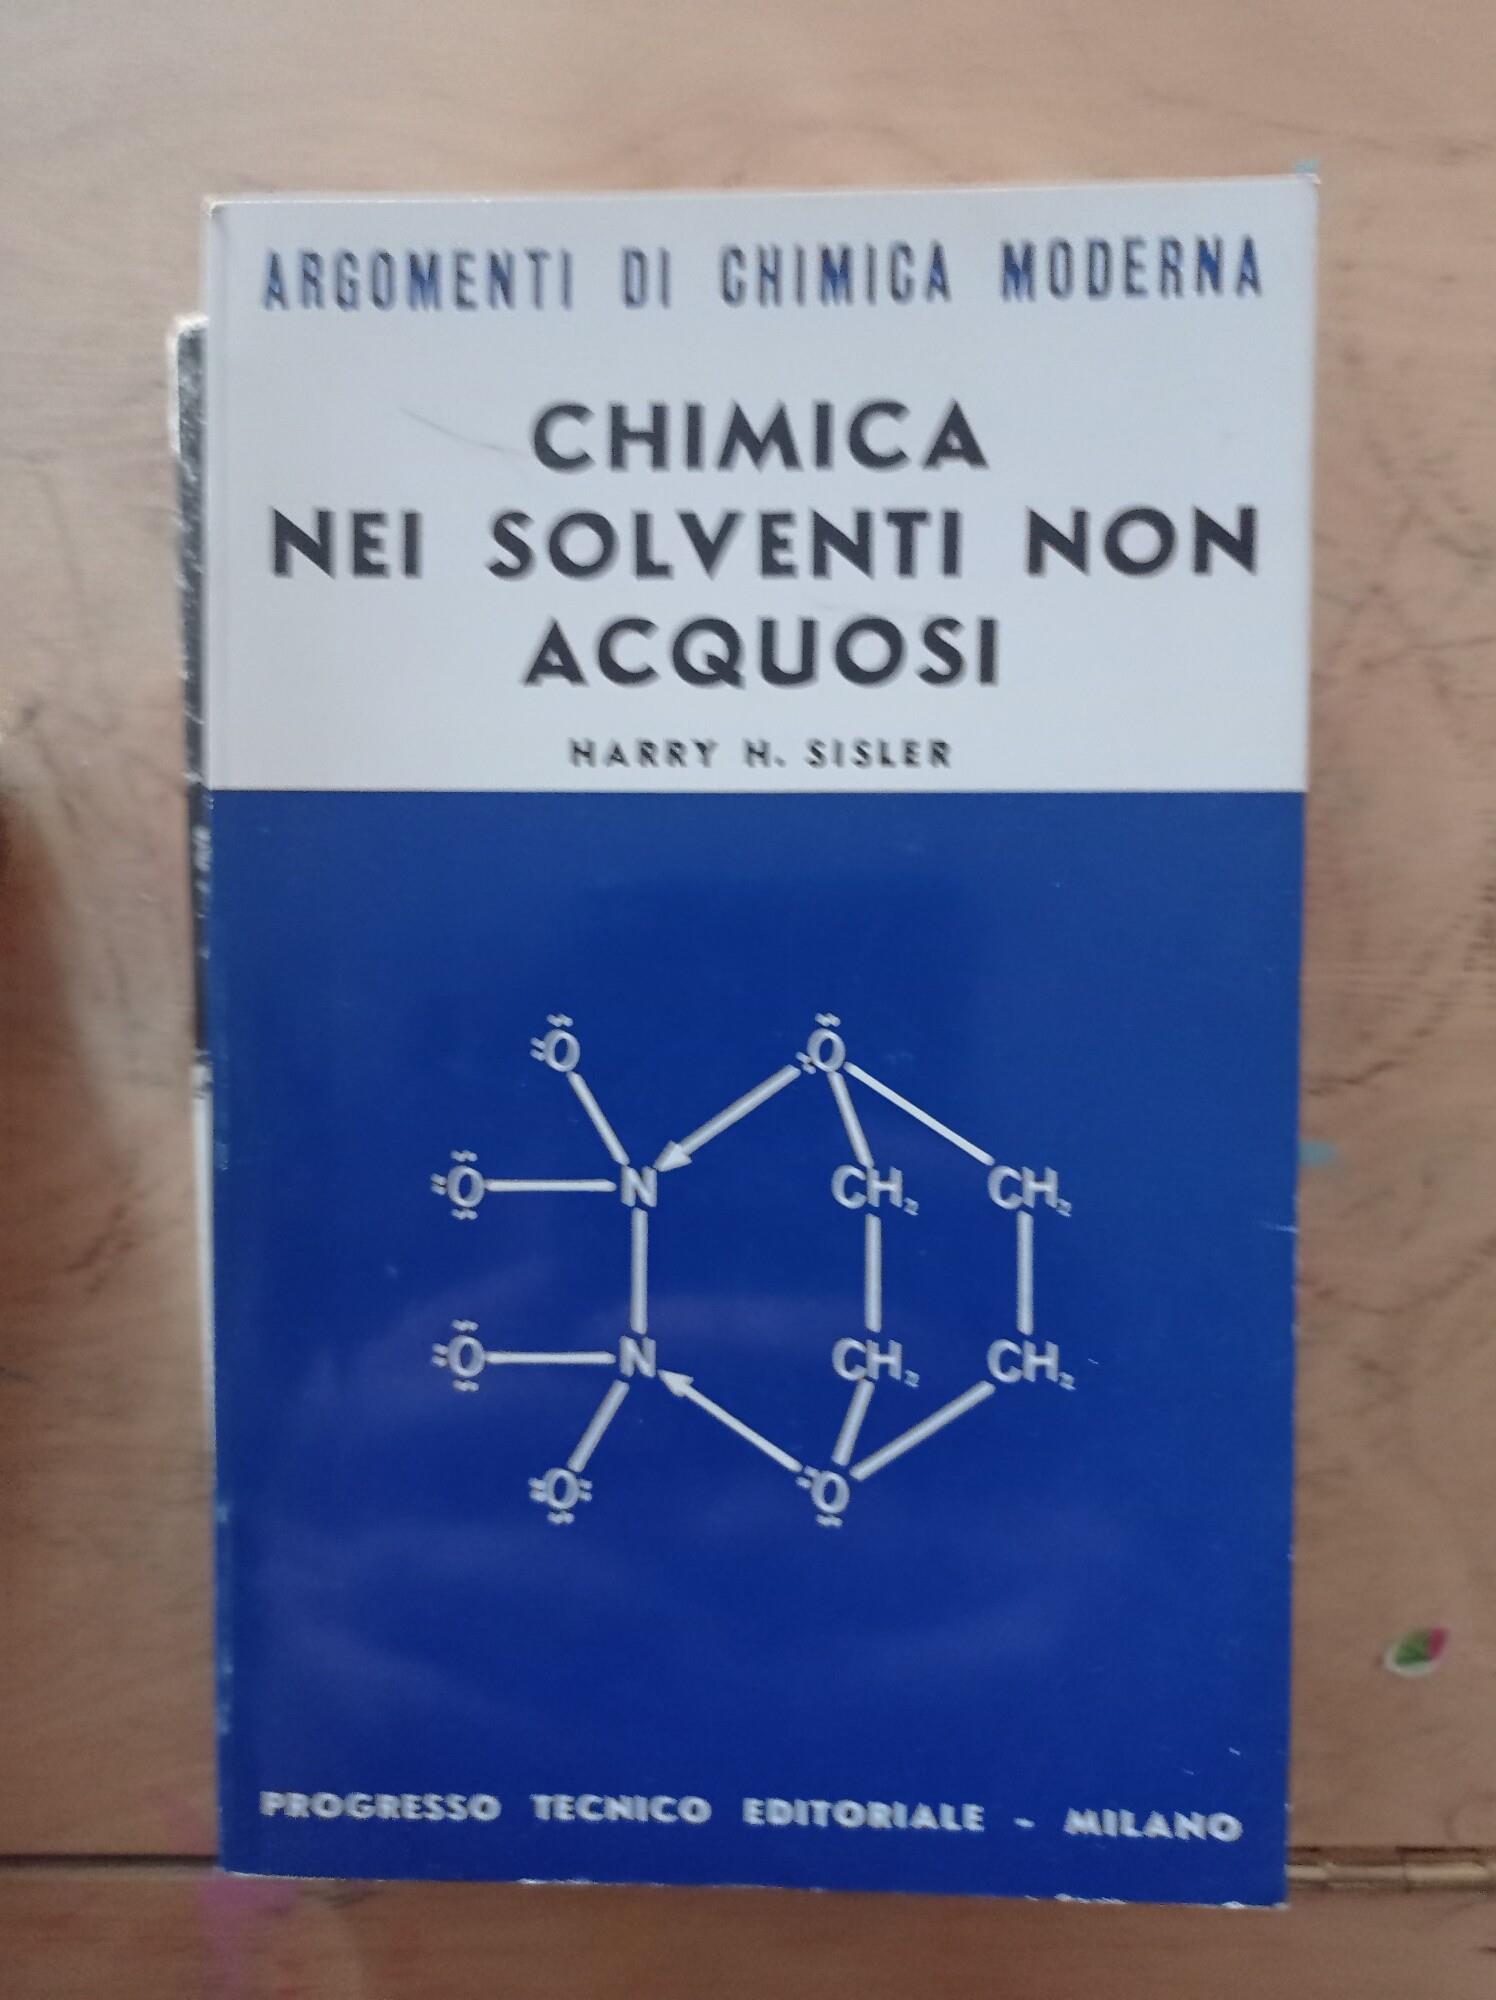 ARGOMENTI DI CHIMICA MODERNA
CHIMICA
NEI SOLVENTI NON
ACQUOSI
HARRY H. SISLER
O O
O N CH₂ CH₂
O N CH₂ CH₂
O O
PROGRESSO TECNICO EDITORIALE - MILANO